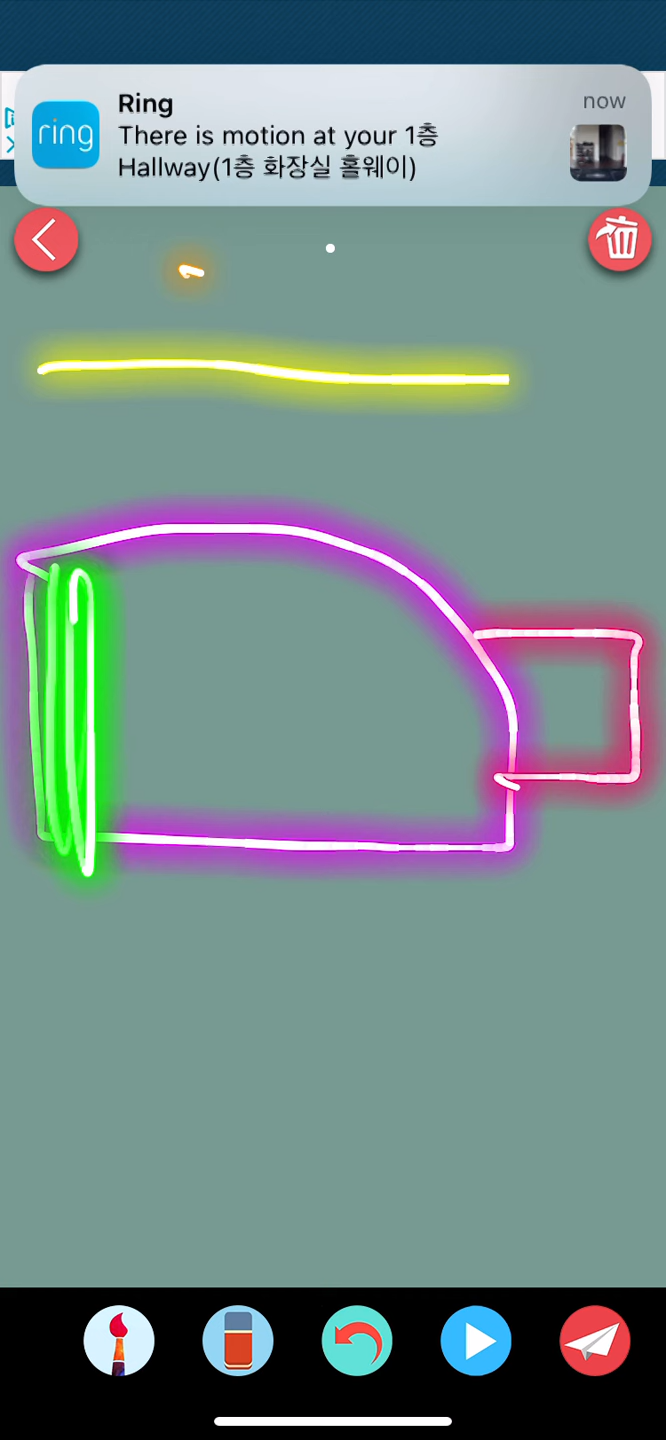 Ring
now
ring
There is motion at your 1층
Hallway(1층 화장실 홀웨이)